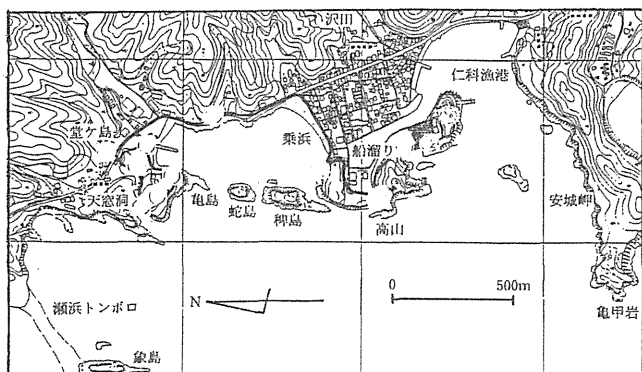 沢田
仁科漁港
堂ケ島
乗浜
船溜り
天窓洞
亀島
蛇島
稗島
高山
安城岬
N
0 500m
亀甲岩
瀬浜トンボロ
象島